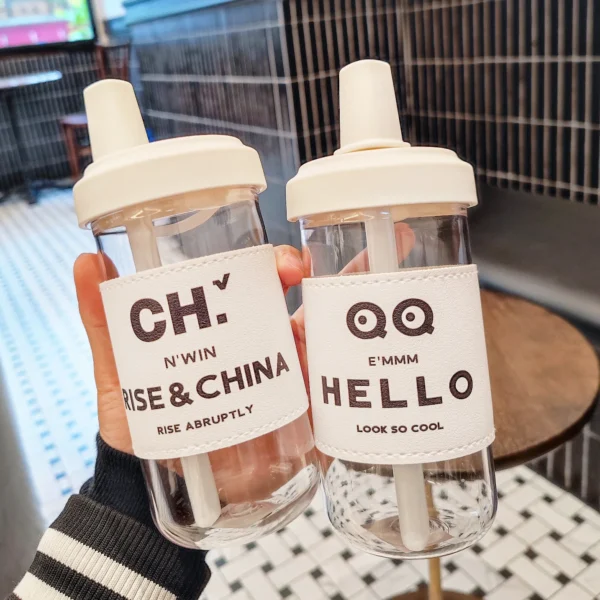 CH.
N'WIN
RISE & CHINA
RISE ABRUPTLY
QQ
E'MMM
HELLO
LOOK SO COOL